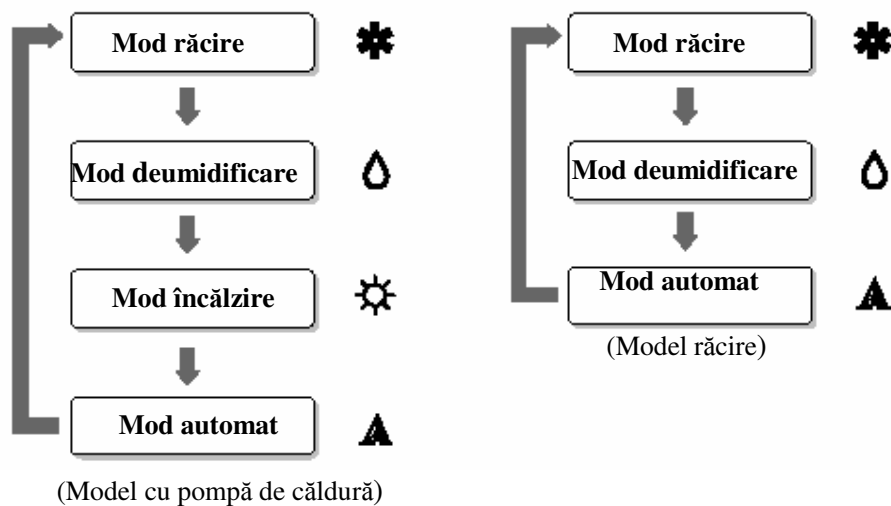 Mod răcire
Mod deumidificare
Mod încălzire
Mod automat
(Model cu pompă de căldură)
Mod răcire
Mod deumidificare
Mod automat
(Model răcire)